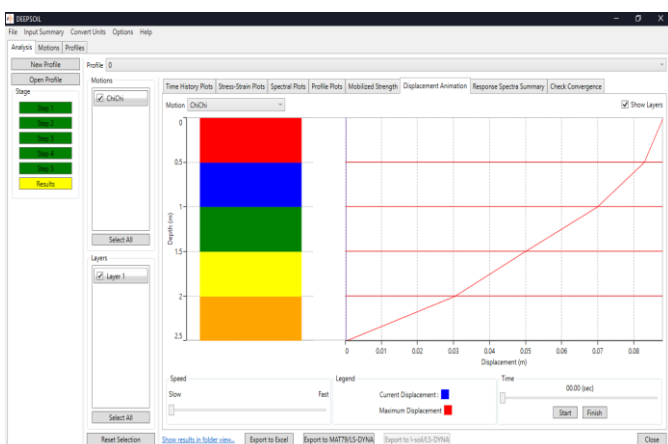 DEEPSOIL
File Input Summary Convert Units Options Help
Analysis Motions Profiles
New Profile
Open Profile
Stage
Step 1
Step 2
Step 3
Step 4
Step 5
Results
Profile 0
Motions
ChiChi
Select All
Layers
Layer 1
Select All
Reset Selection
Time History Plots Stress-Strain Plots Spectral Plots Profile Plots Mobilized Strength Displacement Animation Response Spectra Summary Check Convergence
Motion ChiChi
Show Layers
Depth (m)
0
0.5
1
1.5
2
2.5
0 0.01 0.02 0.03 0.04 0.05 0.06 0.07 0.08
Displacement (m)
Speed
Slow Fast
Legend
Current Displacement :
Maximum Displacement
Time
00.00 (sec)
Start Finish
Show results in folder view... Export to Excel Export to MAT79/LS-DYNA Export to I-soil/LS-DYNA Close